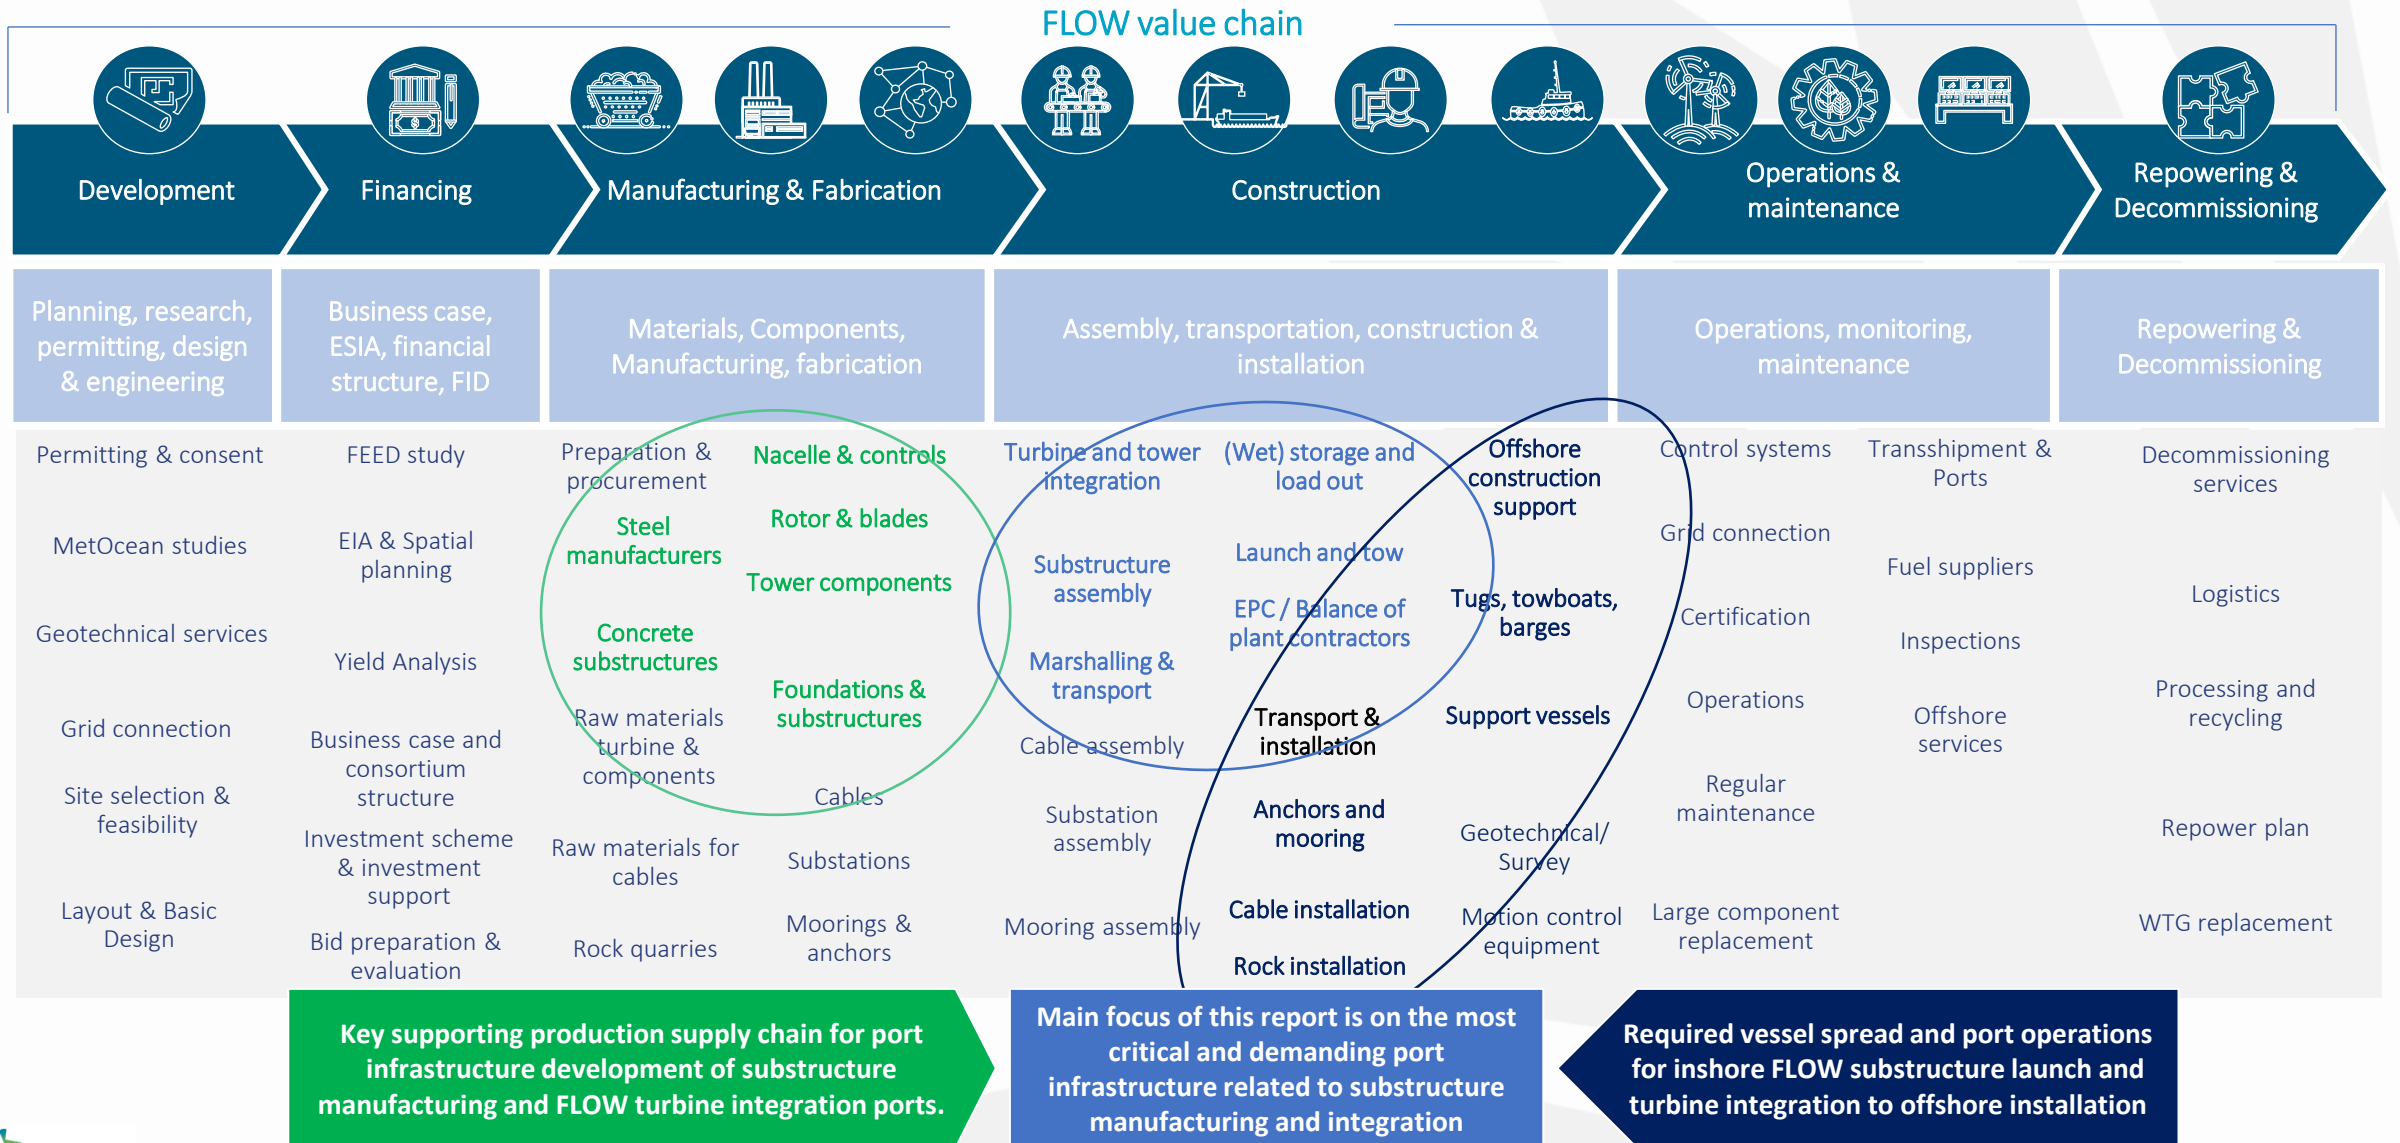 FLOW value chain
Development
Financing
Manufacturing & Fabrication
Construction
Operations &
maintenance
Repowering &
Decommissioning
Planning, research,
permitting, design
& engineering
Business case,
ESIA, financial
structure, FID
Materials, Components,
Manufacturing, fabrication
Assembly, transportation, construction &
installation
Operations, monitoring,
maintenance
Repowering &
Decommissioning
Permitting & consent
MetOcean studies
Geotechnical services
Grid connection
Site selection &
feasibility
Layout & Basic
Design
FEED study
EIA & Spatial
planning
Yield Analysis
Business case and
consortium
structure
Investment scheme
& investment
support
Bid preparation &
evaluation
Preparation &
procurement
Steel
manufacturers
Concrete
substructures
Raw materials
turbine &
components
Raw materials for
cables
Rock quarries
Nacelle & controls
Rotor & blades
Tower components
Foundations &
substructures
Cables
Substations
Moorings &
anchors
Turbine and tower
integration
Substructure
assembly
Marshalling &
transport
Cable assembly
Substation
assembly
Mooring assembly
(Wet) storage and
load out
Launch and tow
EPC / Balance of
plant contractors
Transport &
installation
Anchors and
mooring
Cable installation
Rock installation
Offshore
construction
support
Tugs, towboats,
barges
Support vessels
Geotechnical/
Survey
Motion control
equipment
Control systems
Grid connection
Certification
Operations
Regular
maintenance
Large component
replacement
Transshipment &
Ports
Fuel suppliers
Inspections
Offshore
services
Decommissioning
services
Logistics
Processing and
recycling
Repower plan
WTG replacement
Key supporting production supply chain for port
infrastructure development of substructure
manufacturing and FLOW turbine integration ports.
Main focus of this report is on the most
critical and demanding port
infrastructure related to substructure
manufacturing and integration
Required vessel spread and port operations
for inshore FLOW substructure launch and
turbine integration to offshore installation